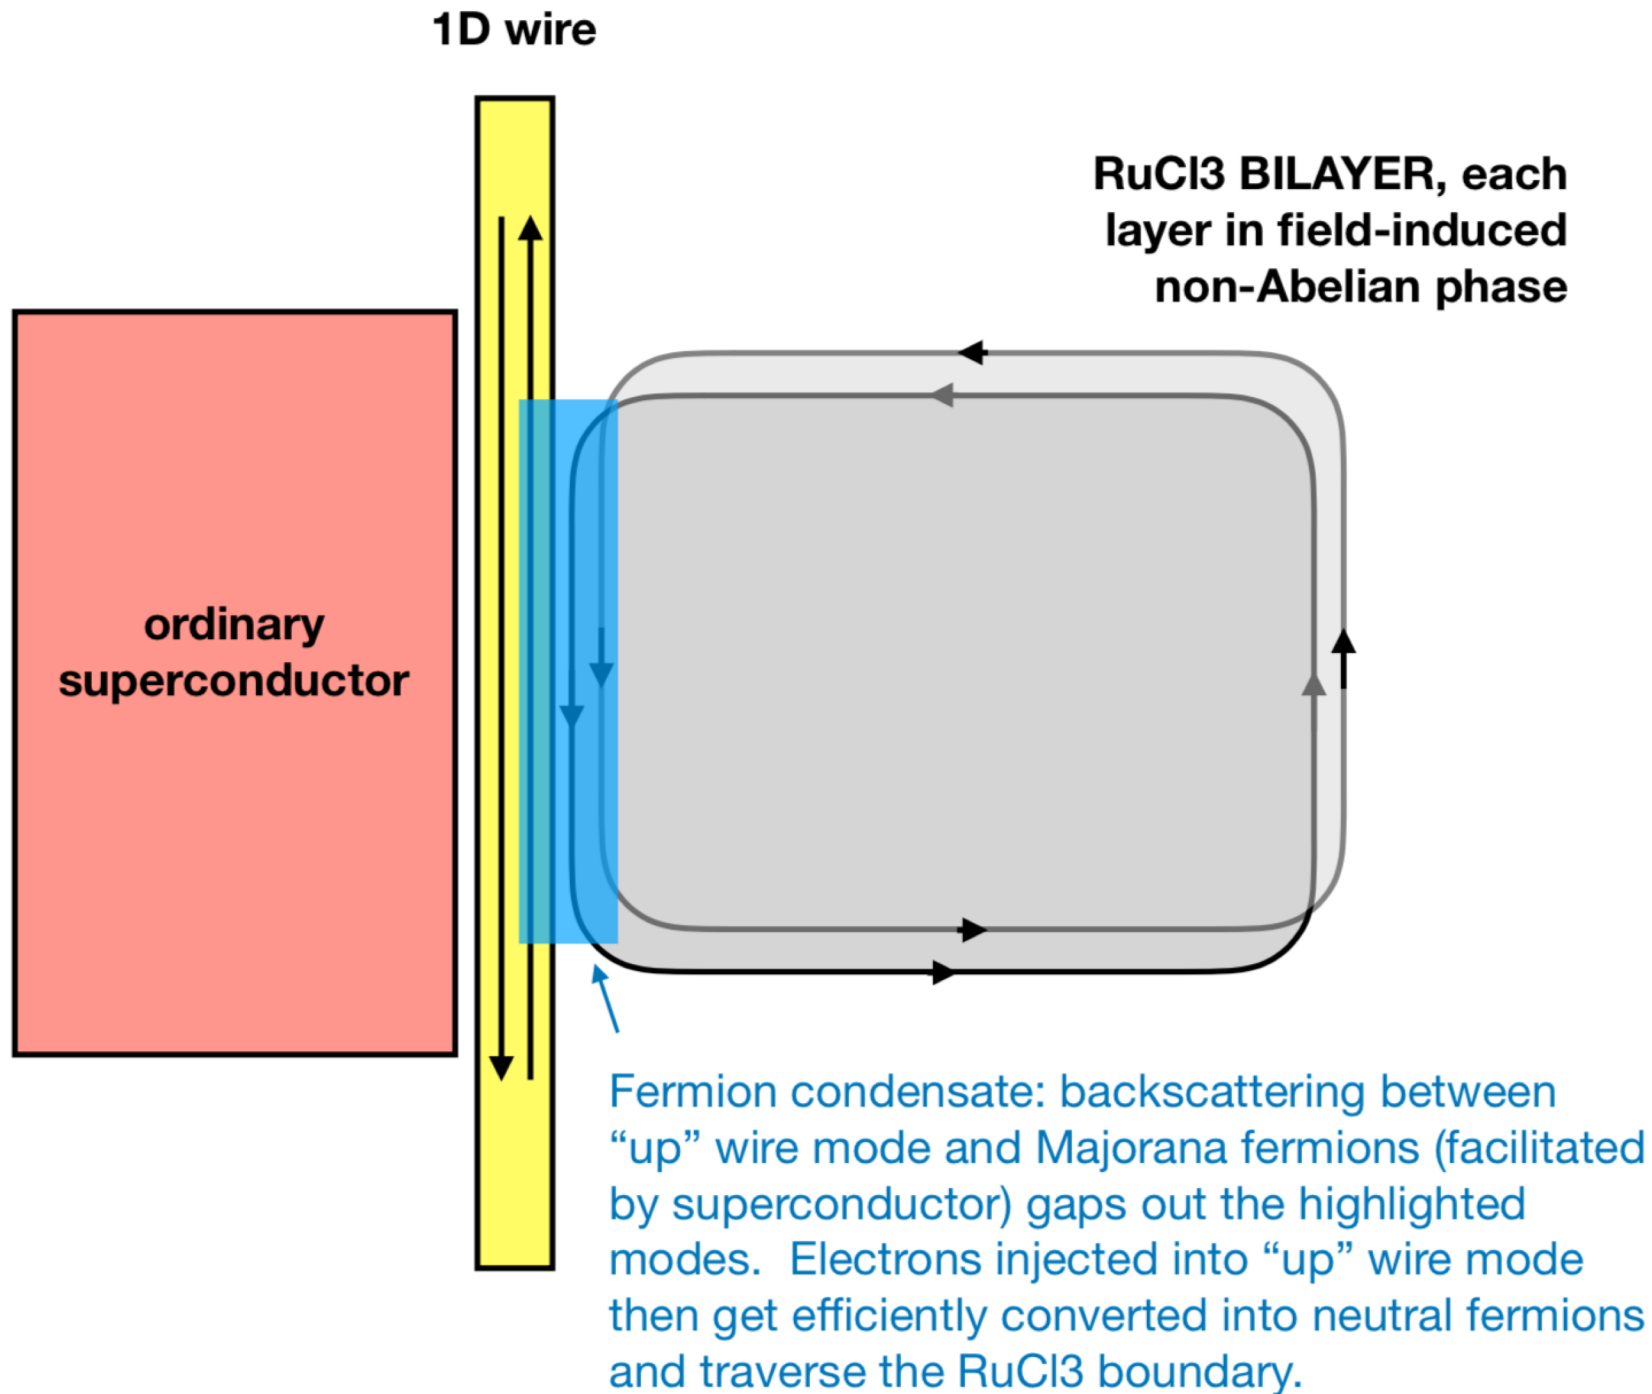 1D wire
RuCl3 BILAYER, each
layer in field-induced
non-Abelian phase
ordinary
superconductor
Fermion condensate: backscattering between
“up” wire mode and Majorana fermions (facilitated
by superconductor) gaps out the highlighted
modes.  Electrons injected into “up” wire mode
then get efficiently converted into neutral fermions
and traverse the RuCl3 boundary.